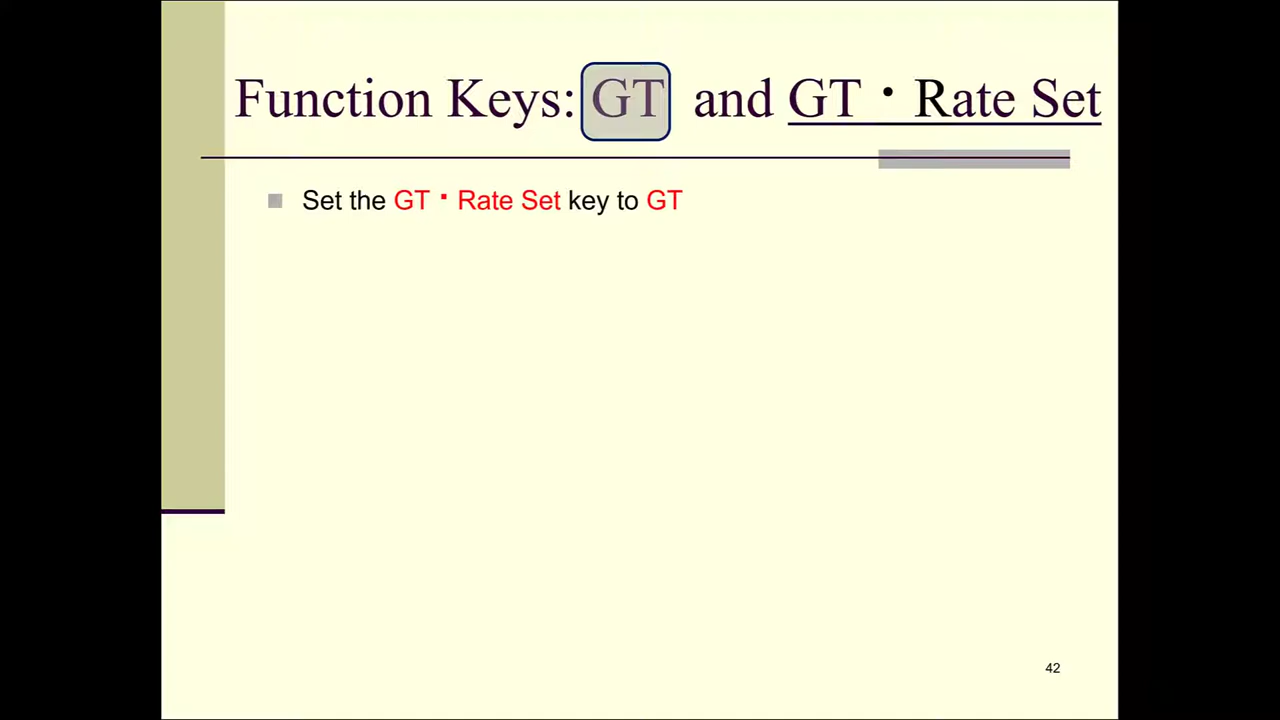 Function Keys: GT and GT · Rate Set
Set the GT · Rate Set key to GT
42